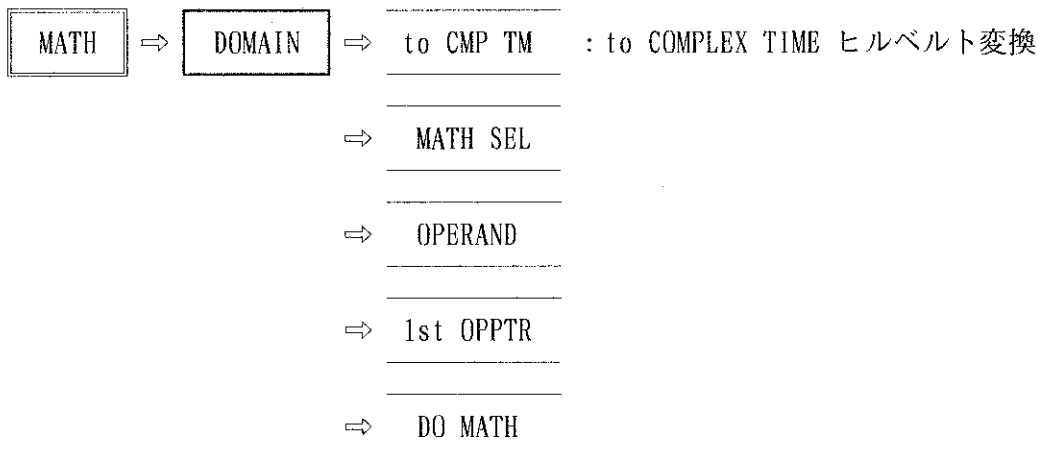 MATH ⇨ DOMAIN ⇨ to CMP TM : to COMPLEX TIME ヒルベルト変換
⇨ MATH SEL
⇨ OPERAND
⇨ 1st OPPTR
⇨ DO MATH